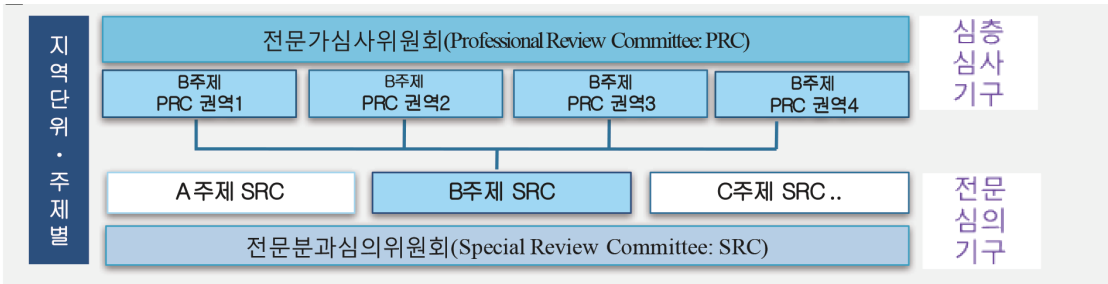 지역단위・주제별
전문가심사위원회(Professional Review Committee: PRC)
B주제
PRC 권역1
B주제
PRC 권역2
B주제
PRC 권역3
B주제
PRC 권역4
심층
심사
기구
A주제 SRC
B주제 SRC
C주제 SRC..
전문분과심의위원회(Special Review Committee: SRC)
전문
심의
기구